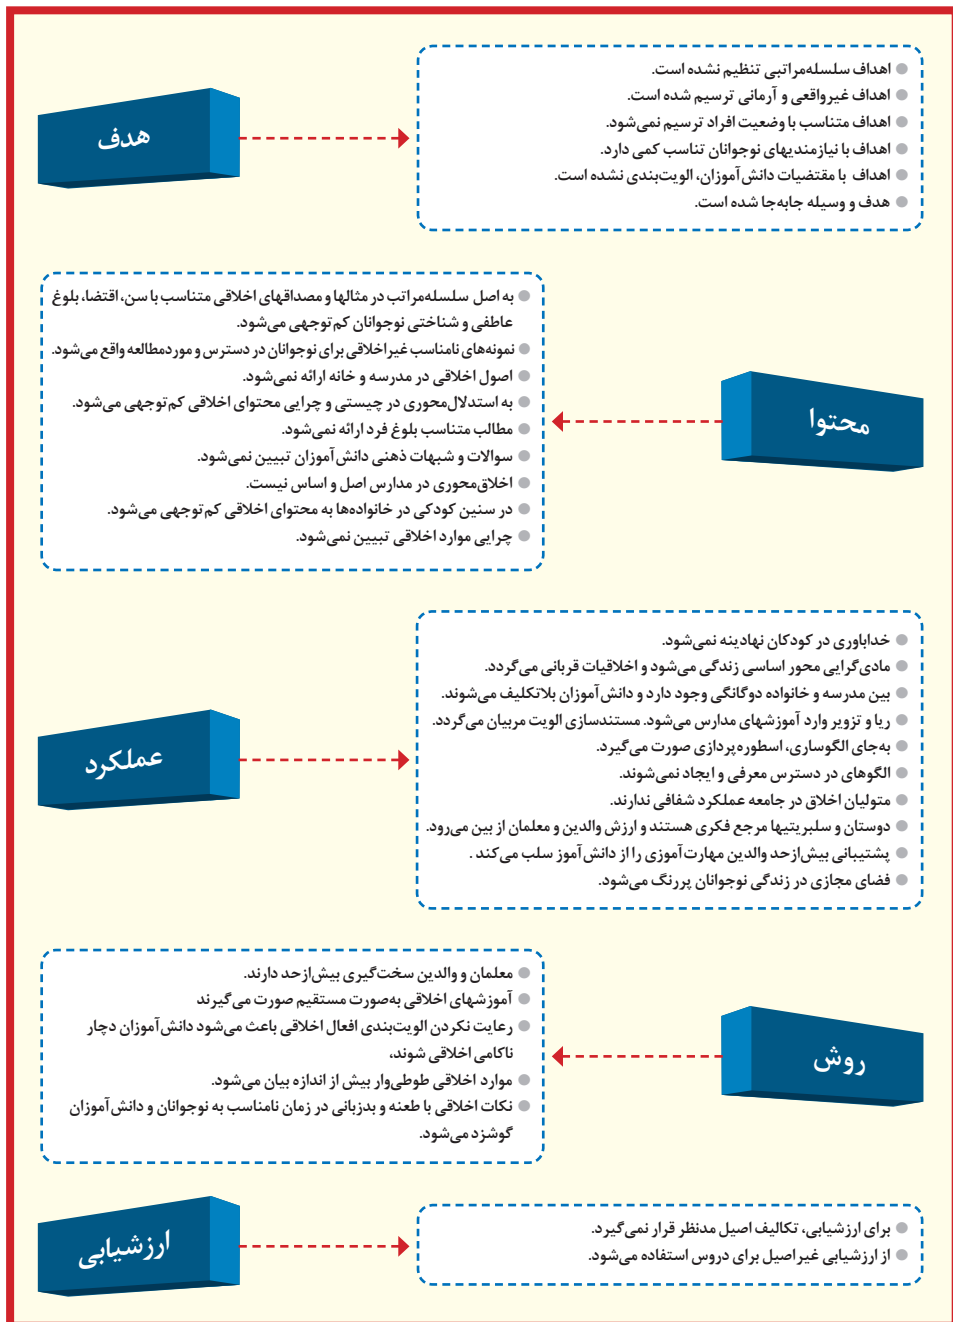 هدف
● اهداف سلسله‌مراتبی تنظیم نشده است.
● اهداف غیرواقعی و آرمانی ترسیم شده است.
● اهداف متناسب با وضعیت افراد ترسیم نمی‌شود.
● اهداف با نیازمندیهای نوجوانان تناسب کمی دارد.
● اهداف با مقتضیات دانش‌آموزان، الویت‌بندی نشده است.
● هدف و وسیله جابه‌جا شده است.
محتوا
● به اصل سلسله‌مراتب در مثالها و مصداقهای اخلاقی متناسب با سن، اقتضا، بلوغ
عاطفی و شناختی نوجوانان کم‌توجهی می‌شود.
● نمونه‌های نامناسب غیراخلاقی برای نوجوانان در دسترس و موردمطالعه واقع می‌شود.
● اصول اخلاقی در مدرسه و خانه ارائه نمی‌شود.
● به استدلال‌محوری در چیستی و چرایی محتوای اخلاقی کم‌توجهی می‌شود.
● مطالب متناسب بلوغ فرد ارائه نمی‌شود.
● سوالات و شبهات ذهنی دانش‌آموزان تبیین نمی‌شود.
● اخلاق‌محوری در مدارس اصل و اساس نیست.
● در سنین کودکی در خانواده‌ها به محتوای اخلاقی کم‌توجهی می‌شود.
● چرایی موارد اخلاقی تبیین نمی‌شود.
عملکرد
● خداباوری در کودکان نهادینه نمی‌شود.
● مادی‌گرایی محور اساسی زندگی می‌شود و اخلاقیات قربانی می‌گردد.
● بین مدرسه و خانواده دوگانگی وجود دارد و دانش‌آموزان بلاتکلیف می‌شوند.
● ریا و تزویر وارد آموزشهای مدارس می‌شود. مستندسازی الویت مربیان می‌گردد.
● به‌جای الگوسازی، اسطوره‌پردازی صورت می‌گیرد.
● الگوهای در دسترس معرفی و ایجاد نمی‌شوند.
● متولیان اخلاق در جامعه عملکرد شفافی ندارند.
● دوستان و سلبریتیها مرجع فکری هستند و ارزش والدین و معلمان از بین می‌رود.
● پشتیبانی بیش‌ازحد والدین مهارت‌آموزی را از دانش‌آموز سلب می‌کند .
● فضای مجازی در زندگی نوجوانان پررنگ می‌شود.
روش
● معلمان و والدین سخت‌گیری بیش‌ازحد دارند.
● آموزشهای اخلاقی به‌صورت مستقیم صورت می‌گیرند
● رعایت نکردن الویت‌بندی افعال اخلاقی باعث می‌شود دانش‌آموزان دچار
ناکامی اخلاقی شوند،
● موارد اخلاقی طوطی‌وار بیش از اندازه بیان می‌شود.
● نکات اخلاقی با طعنه و بدزبانی در زمان نامناسب به نوجوانان و دانش‌آموزان
گوشزد می‌شود.
ارزشیابی
● برای ارزشیابی، تکالیف اصیل مدنظر قرار نمی‌گیرد.
● از ارزشیابی غیراصیل برای دروس استفاده می‌شود.